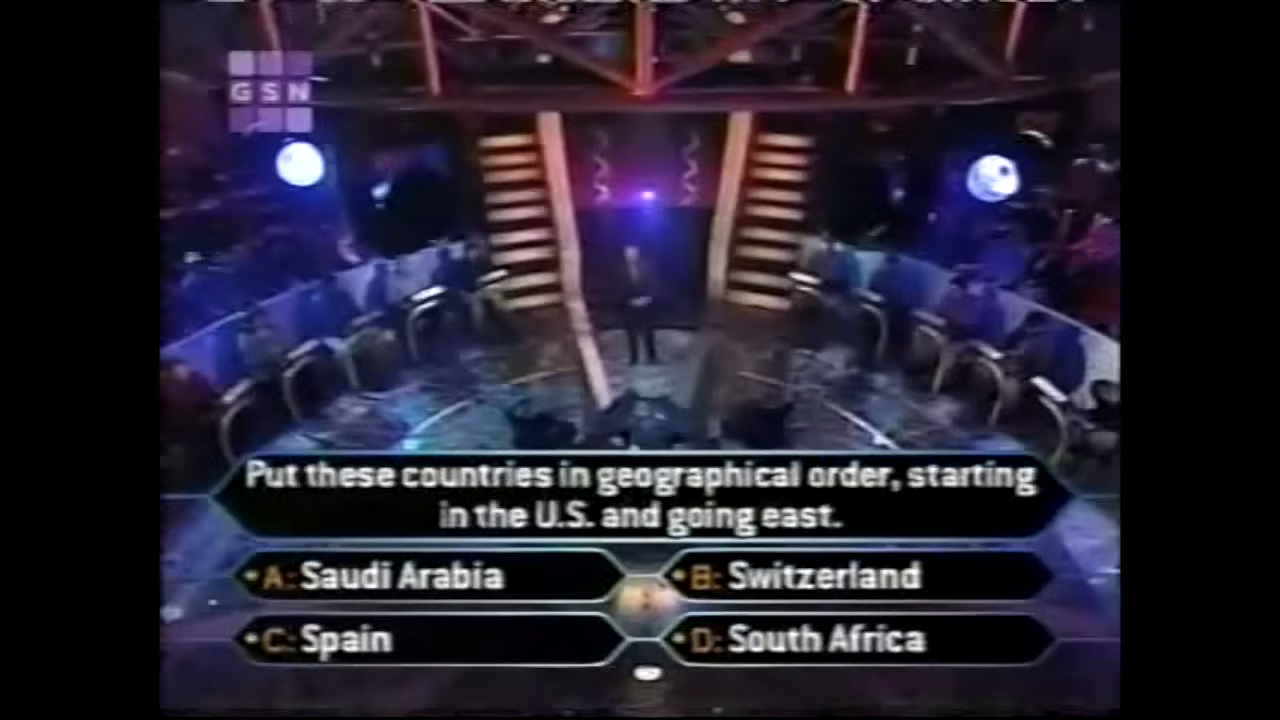 GSN
Put these countries in geographical order, starting
in the U.S. and going east.
A: Saudi Arabia
B: Switzerland
C: Spain
D: South Africa